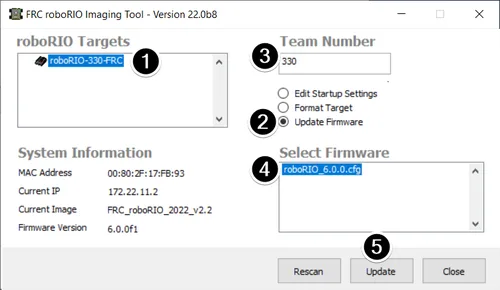 FRC roboRIO Imaging Tool - Version 22.0b8
roboRIO Targets
roboRIO-330-FRC
1
Team Number
3
330
Edit Startup Settings
Format Target
2
Update Firmware
System Information
MAC Address 00:80:2F:17:FB:93
Current IP 172.22.11.2
Current Image FRC_roboRIO_2022_v2.2
Firmware Version 6.0.0f1
Select Firmware
4
roboRIO_6.0.0.cfg
5
Rescan
Update
Close